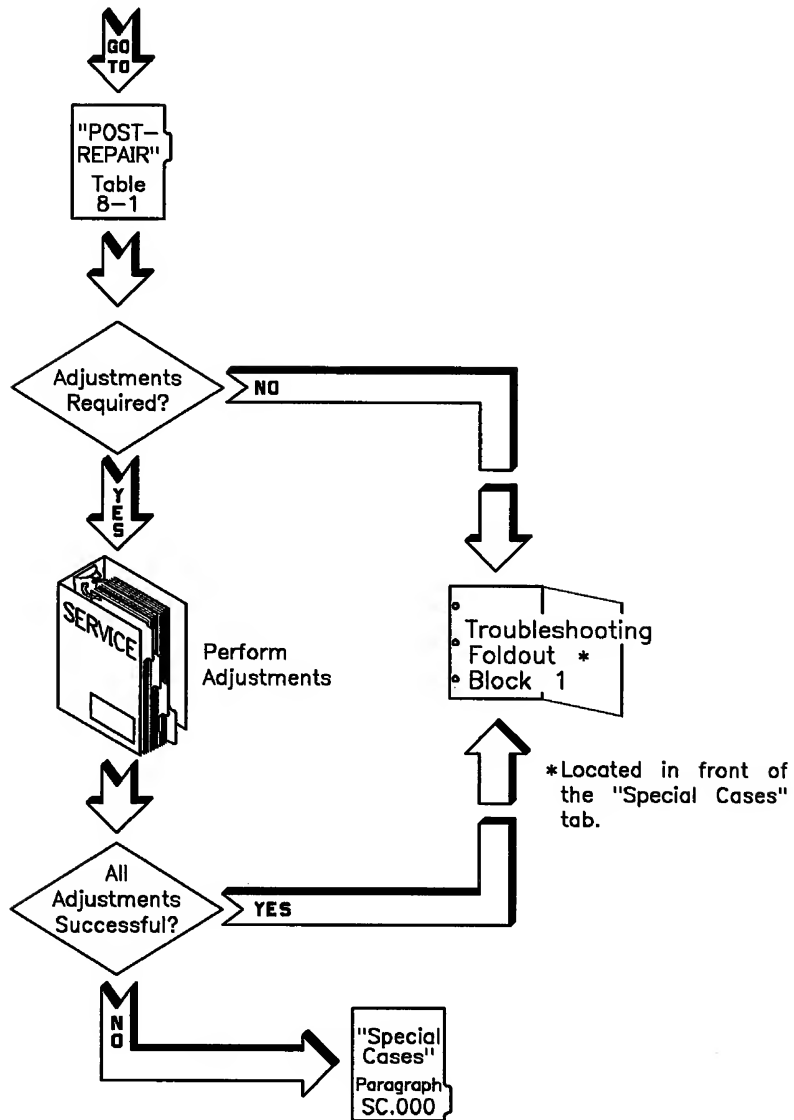 GO
TO
"POST-
REPAIR"
Table
8-1
Adjustments
Required?
NO
YES
SERVICE
Perform
Adjustments
Troubleshooting
Foldout *
Block 1
*Located in front of
the "Special Cases"
tab.
All
Adjustments
Successful?
YES
NO
"Special
Cases"
Paragraph
SC.000